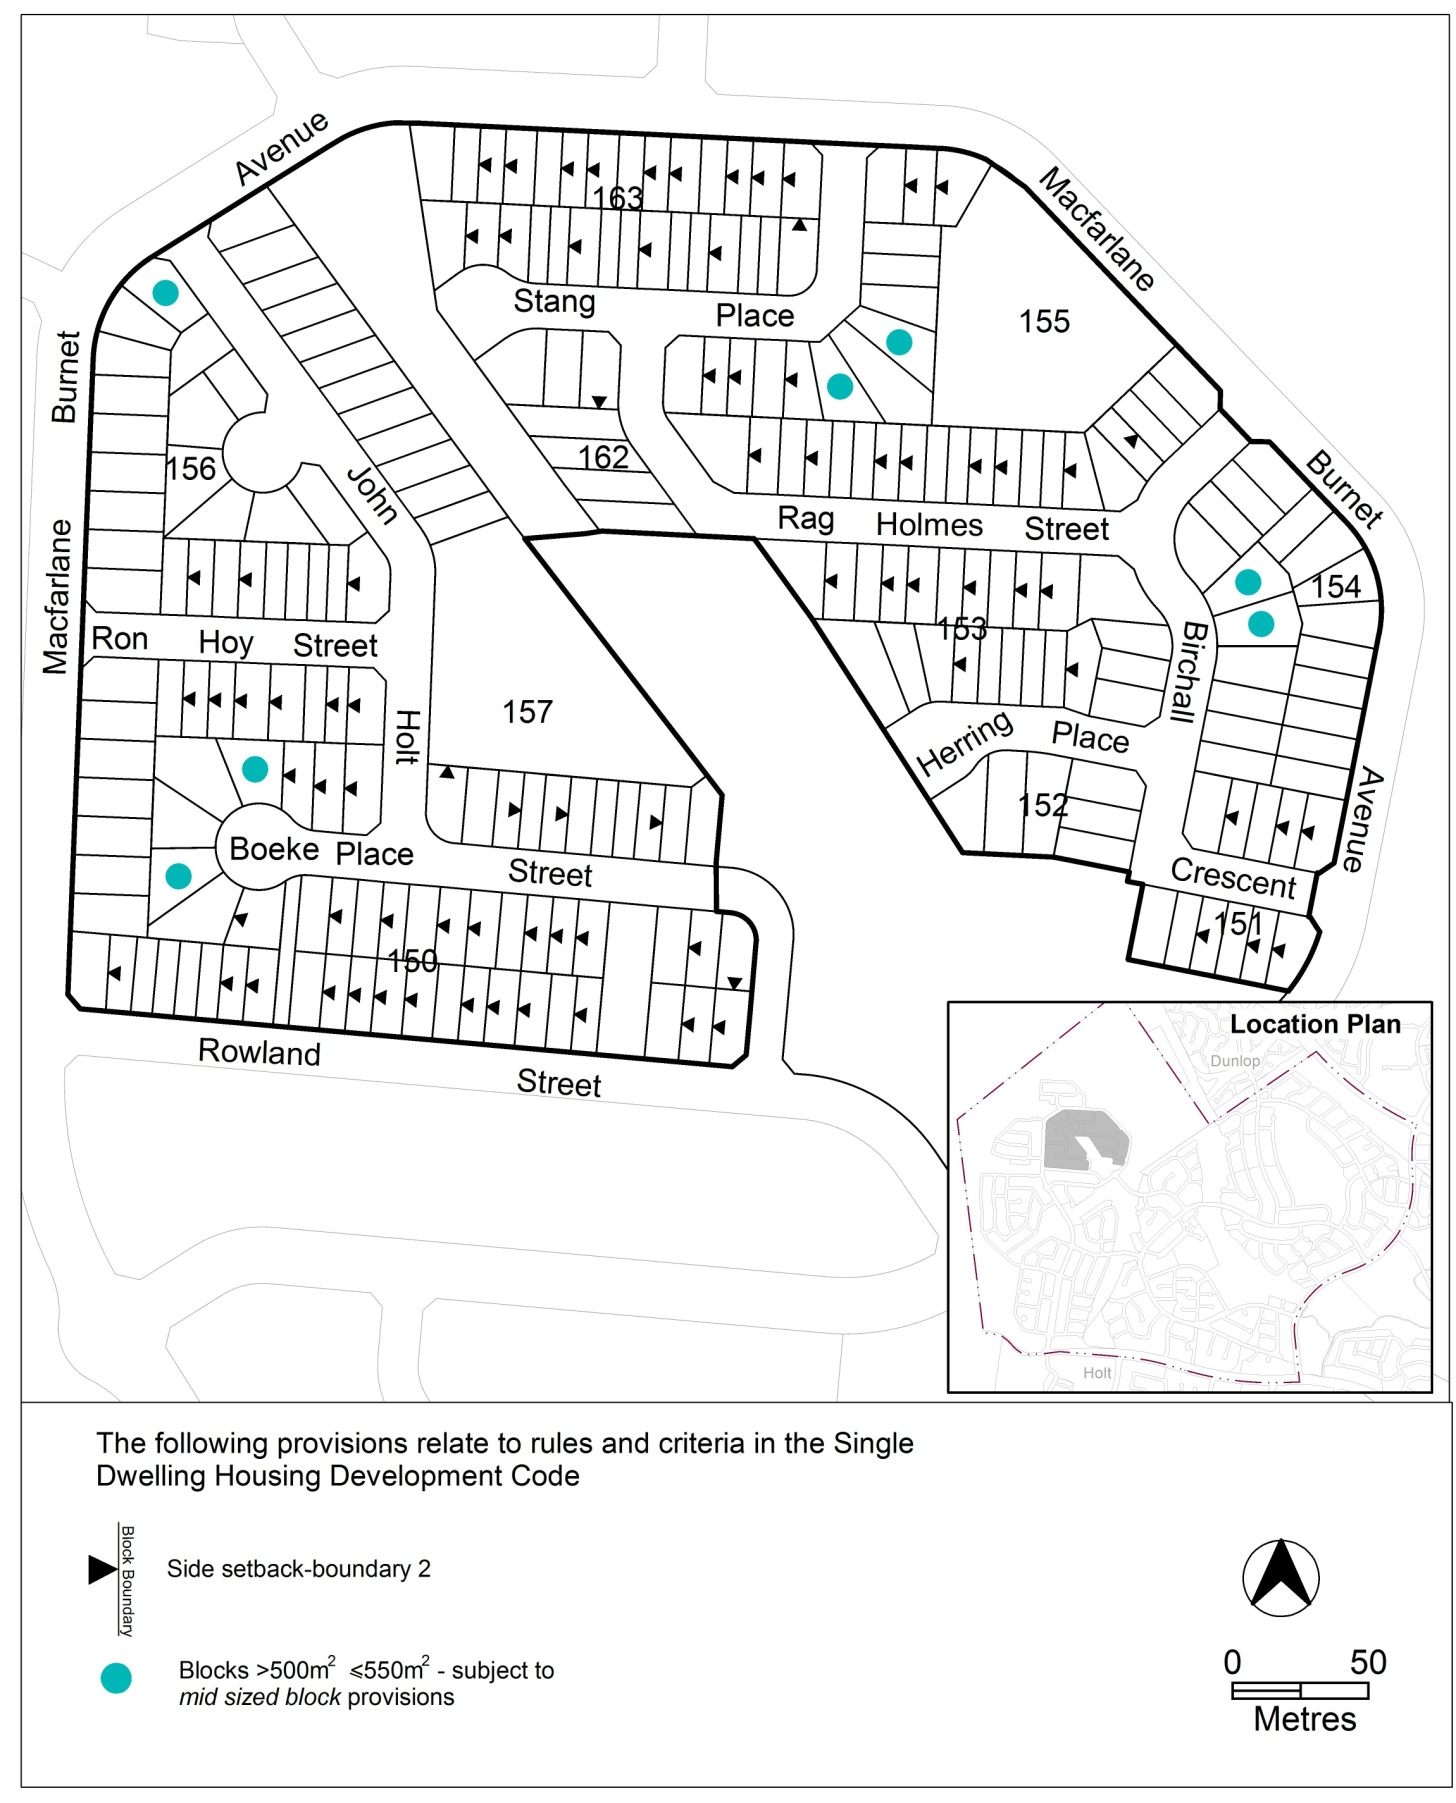 Avenue
163
Macfarlane
Stang
Place
155
Burnet
162
156
John
Burnet
Rag Holmes Street
Macfarlane
154
153
Ron Hoy Street
Birchall
157
Holt
Herring Place
152
Avenue
Boeke Place
Street
Crescent
151
150
Rowland
Street
Location Plan
Dunlop
Holt
The following provisions relate to rules and criteria in the Single
Dwelling Housing Development Code
Block Boundary
Side setback-boundary 2
Blocks >500m² ⩽550m² - subject to
mid sized block provisions
0 50
Metres